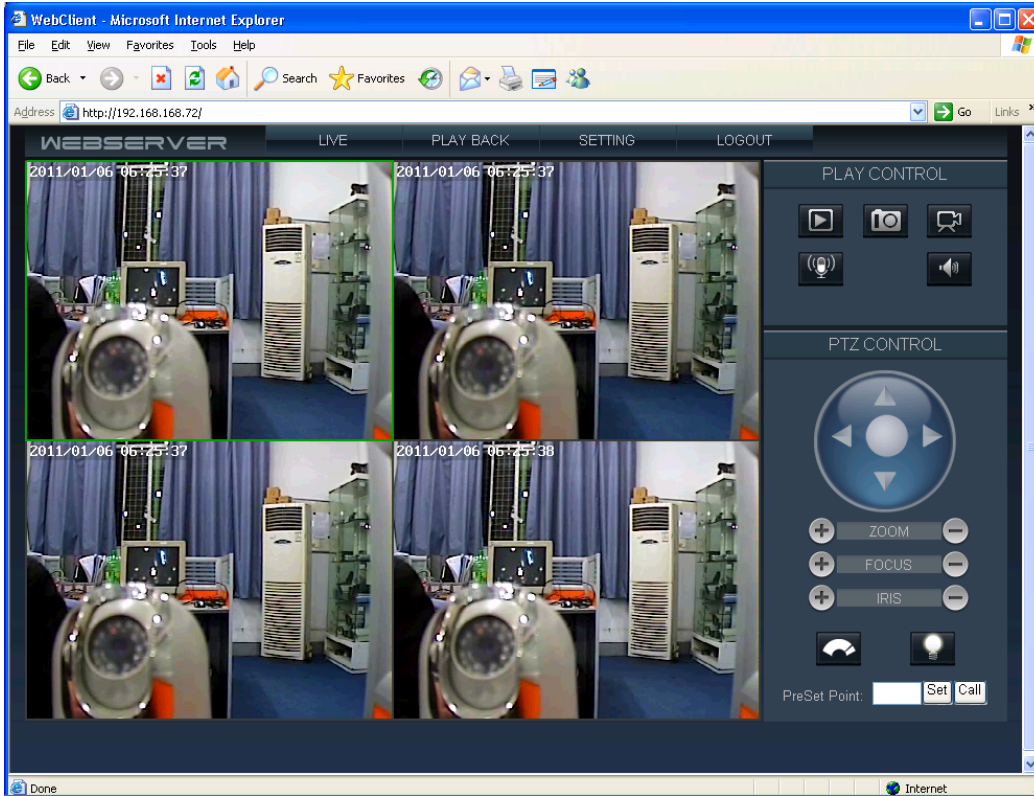 WebClient - Microsoft Internet Explorer
File Edit View Favorites Tools Help
Back Search Favorites
Address http://192.168.168.72/ Go Links »
WEBSERVER LIVE PLAY BACK SETTING LOGOUT
2011/01/06 06:25:37 2011/01/06 06:25:37
PLAY CONTROL
PTZ CONTROL
2011/01/06 06:25:37 2011/01/06 06:25:38
ZOOM
FOCUS
IRIS
PreSet Point: Set Call
Done Internet